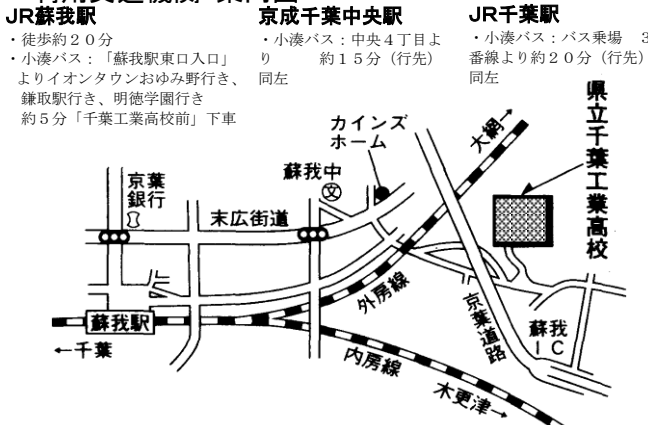 JR蘇我駅
・徒歩約20分
・小湊バス：「蘇我駅東口入口」
よりイオンタウンおゆみ野行き、
鎌取駅行き、明徳学園行き
約5分「千葉工業高校前」下車
京成千葉中央駅
・小湊バス：中央4丁目よ
り　　　約15分（行先）
同左
JR千葉駅
・小湊バス：バス乗場　3
番線より約20分（行先）
同左
県立千葉工業高校
カインズ
ホーム
大網→
蘇我中
文
京葉
銀行
末広街道
外房線
京葉道路
蘇我
IC
蘇我駅
←千葉
内房線
木更津→